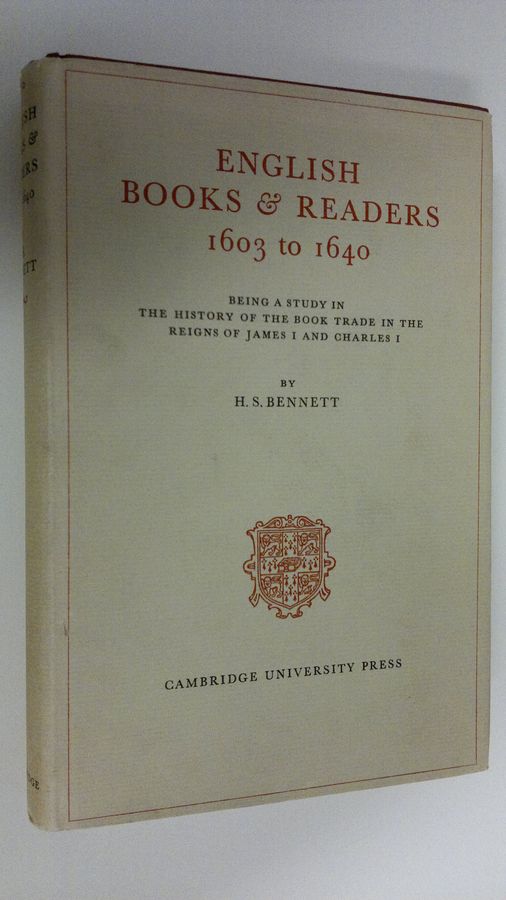 ENGLISH
BOOKS & READERS
1603 to 1640
BEING A STUDY IN
THE HISTORY OF THE BOOK TRADE IN THE
REIGNS OF JAMES I AND CHARLES I
BY
H. S. BENNETT
CAMBRIDGE UNIVERSITY PRESS